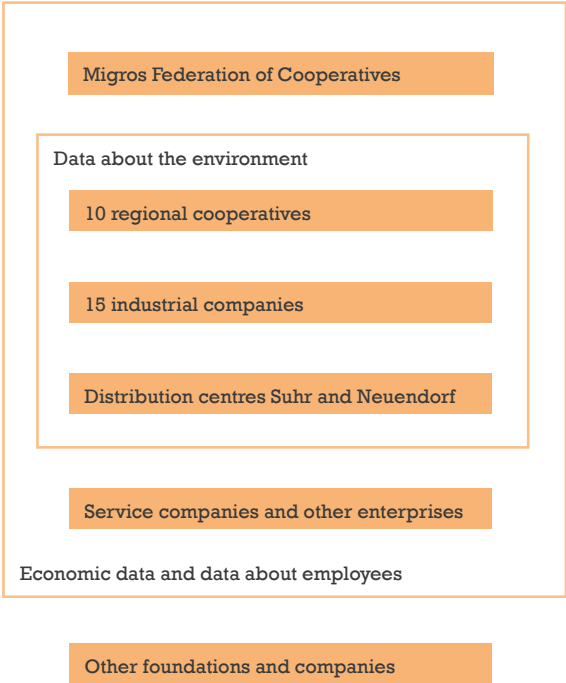 Migros Federation of Cooperatives
Data about the environment
10 regional cooperatives
15 industrial companies
Distribution centres Suhr and Neuendorf
Service companies and other enterprises
Economic data and data about employees
Other foundations and companies